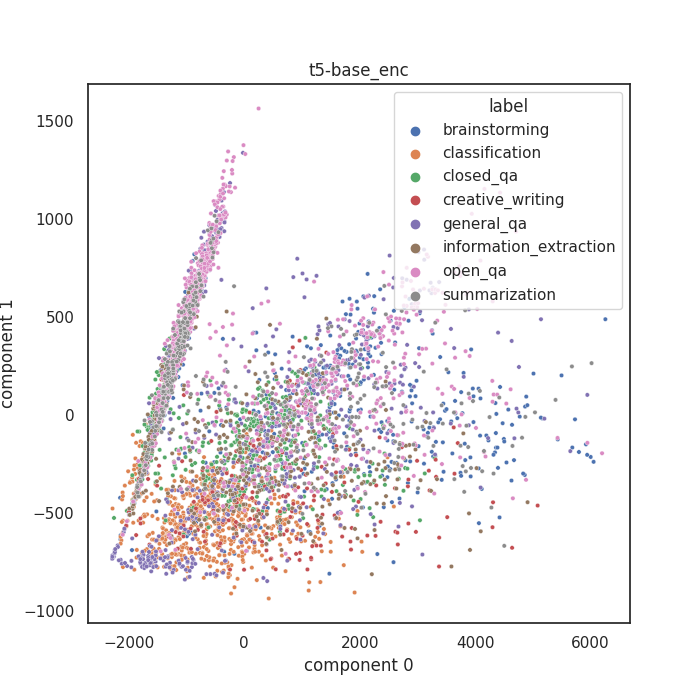 t5-base_enc
label
brainstorming
classification
closed_qa
creative_writing
general_qa
information_extraction
open_qa
summarization
1500
1000
500
0
−500
−1000
component 1
−2000
0
2000
4000
6000
component 0